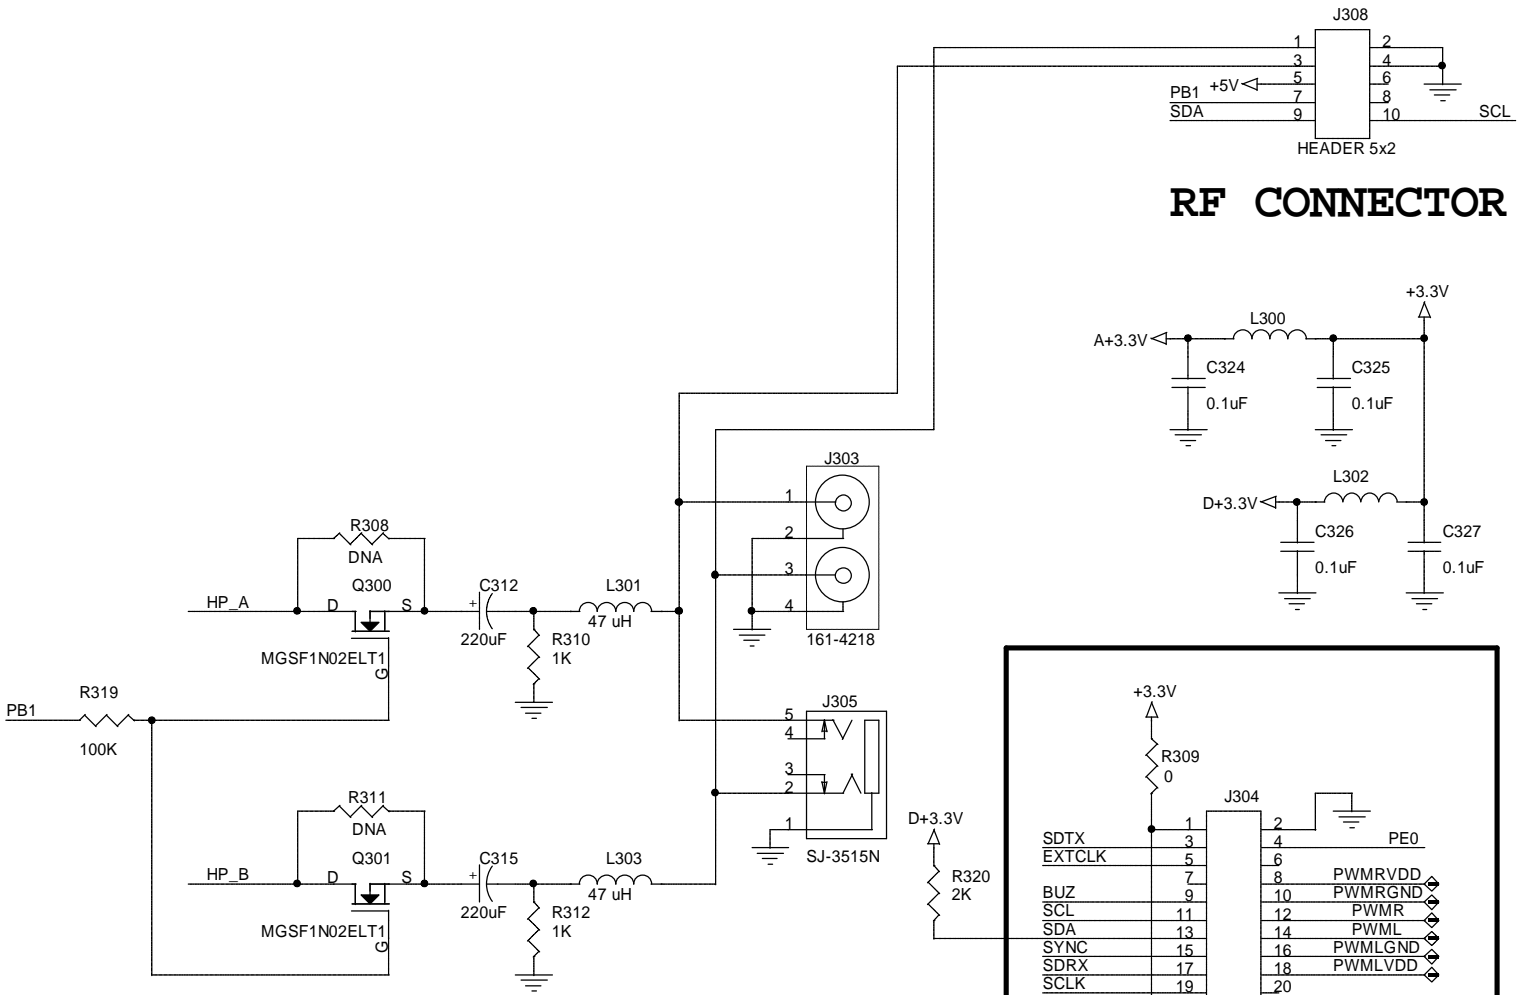 J308
1 2
3 4
+5V 5 6
PB1 7 8
SDA 9 10 SCL
HEADER 5x2
RF CONNECTOR
+3.3V
L300
A+3.3V
C324 C325
0.1uF 0.1uF
L302
D+3.3V
C326 C327
0.1uF 0.1uF
J303
1
2
3
4
161-4218
R308
DNA
Q300
HP_A D S
G
MGSF1N02ELT1
+ C312
220uF
R310
1K
L301
47 uH
PB1
R319
100K
J305
5
4
3
2
1
SJ-3515N
R311
DNA
Q301
HP_B D S
G
MGSF1N02ELT1
+ C315
220uF
R312
1K
L303
47 uH
D+3.3V
R320
2K
+3.3V
R309
0
J304
1 2
SDTX 3 4 PE0
EXTCLK 5 6
7 8 PWMRVDD
BUZ 9 10 PWMRGND
SCL 11 12 PWMR
SDA 13 14 PWML
SYNC 15 16 PWMLGND
SDRX 17 18 PWMLVDD
SCLK 19 20